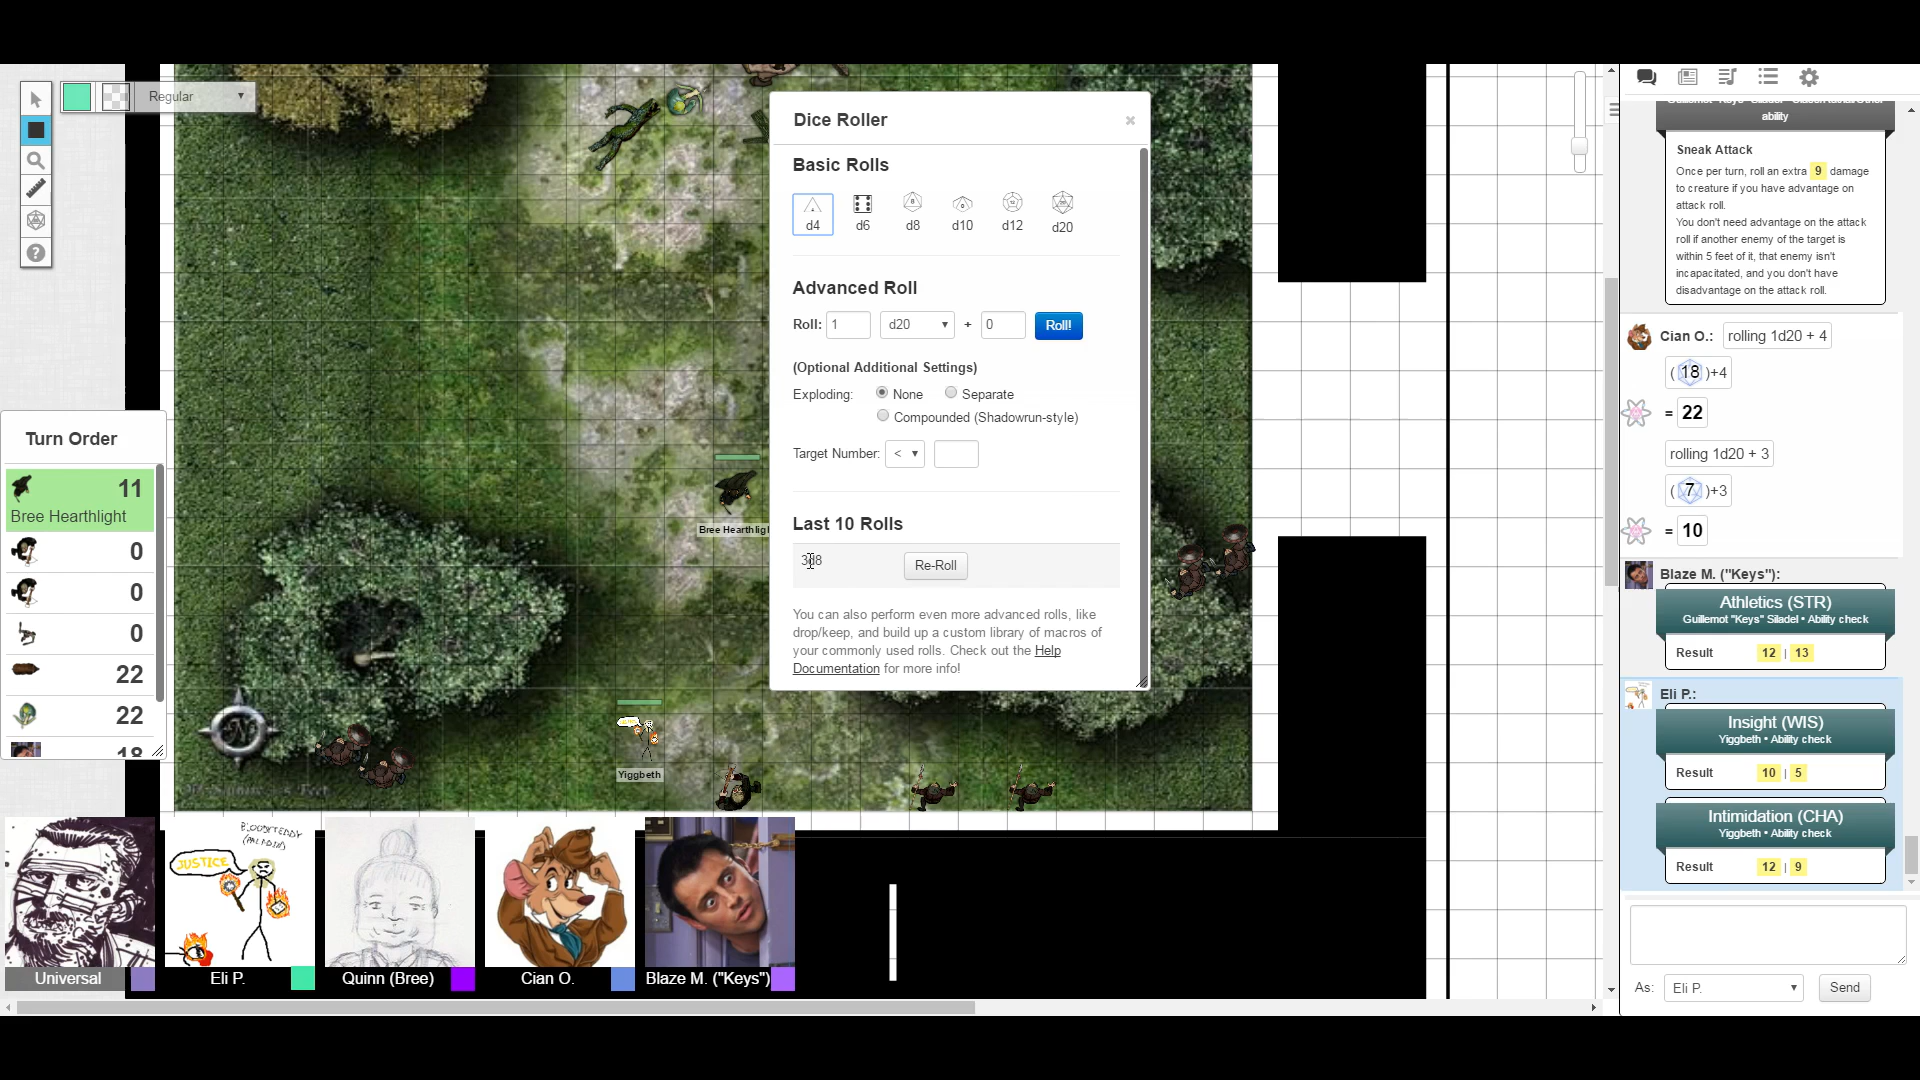 Regular
Turn Order
11
Bree Hearthlight
0
0
0
22
22
18
N
Bree Hearthligh
Yiggbeth
Dice Roller
×
Basic Rolls
d4
d6
d8
d10
d12
d20
Advanced Roll
Roll: 1 d20 + 0 Roll!
(Optional Additional Settings)
Exploding: None Separate
Compounded (Shadowrun-style)
Target Number: <
Last 10 Rolls
3d8 Re-Roll
You can also perform even more advanced rolls, like
drop/keep, and build up a custom library of macros of
your commonly used rolls. Check out the Help
Documentation for more info!
BLOODYTEDDY
(PALADIN)
JUSTICE
Universal
Eli P.
Quinn (Bree)
Cian O.
Blaze M. ("Keys")
ability
Sneak Attack
Once per turn, roll an extra 9 damage
to creature if you have advantage on
attack roll.
You don't need advantage on the attack
roll if another enemy of the target is
within 5 feet of it, that enemy isn't
incapacitated, and you don't have
disadvantage on the attack roll.
Cian O.: rolling 1d20 + 4
(18)+4
= 22
rolling 1d20 + 3
(7)+3
= 10
Blaze M. ("Keys"):
Athletics (STR)
Guillemot "Keys" Siladel • Ability check
Result 12 | 13
Eli P.:
Insight (WIS)
Yiggbeth • Ability check
Result 10 | 5
Intimidation (CHA)
Yiggbeth • Ability check
Result 12 | 9
As: Eli P. Send